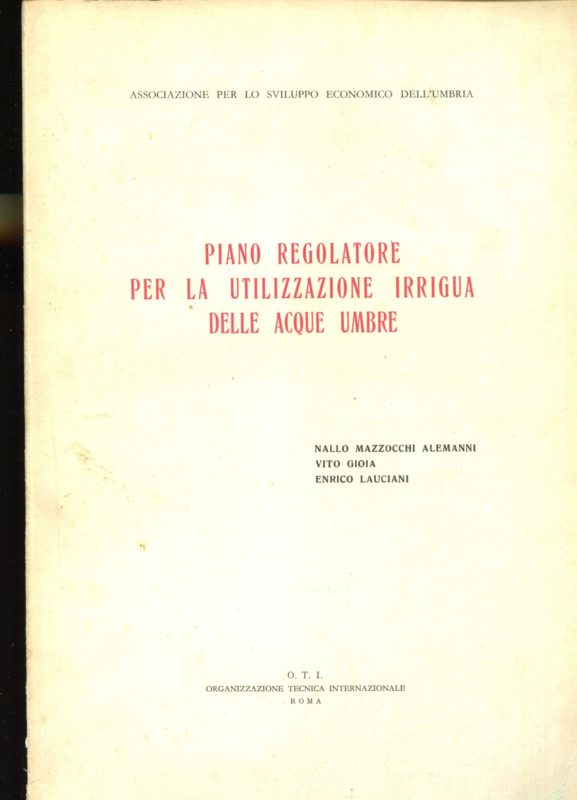 ASSOCIAZIONE PER LO SVILUPPO ECONOMICO DELL'UMBRIA
PIANO REGOLATORE
PER LA UTILIZZAZIONE IRRIGUA
DELLE ACQUE UMBRE
NALLO MAZZOCCHI ALEMANNI
VITO GIOIA
ENRICO LAUCIANI
O. T. I.
ORGANIZZAZIONE TECNICA INTERNAZIONALE
ROMA